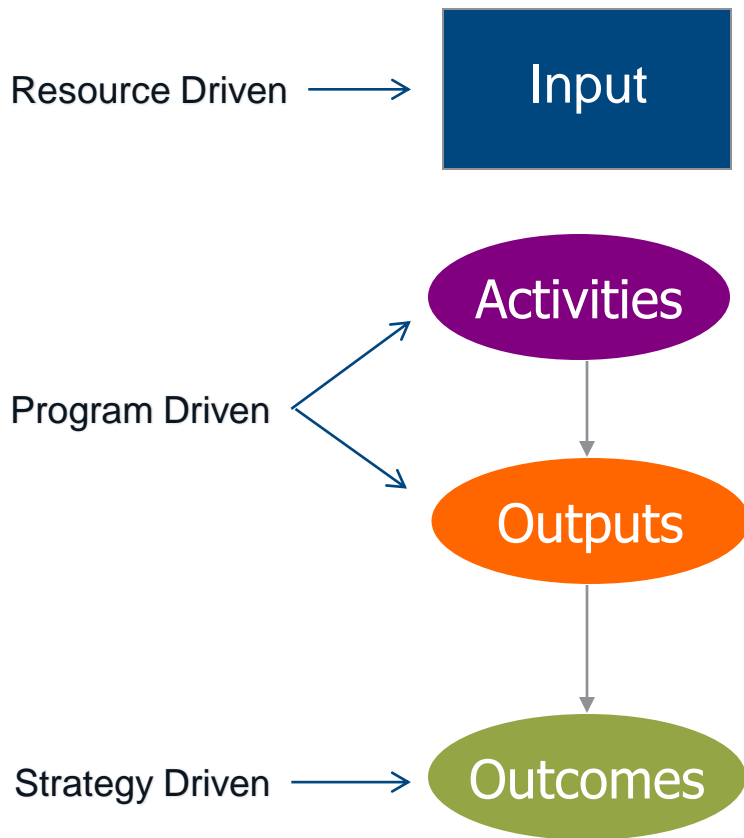 Resource Driven
Input
Activities
Program Driven
Outputs
Strategy Driven
Outcomes